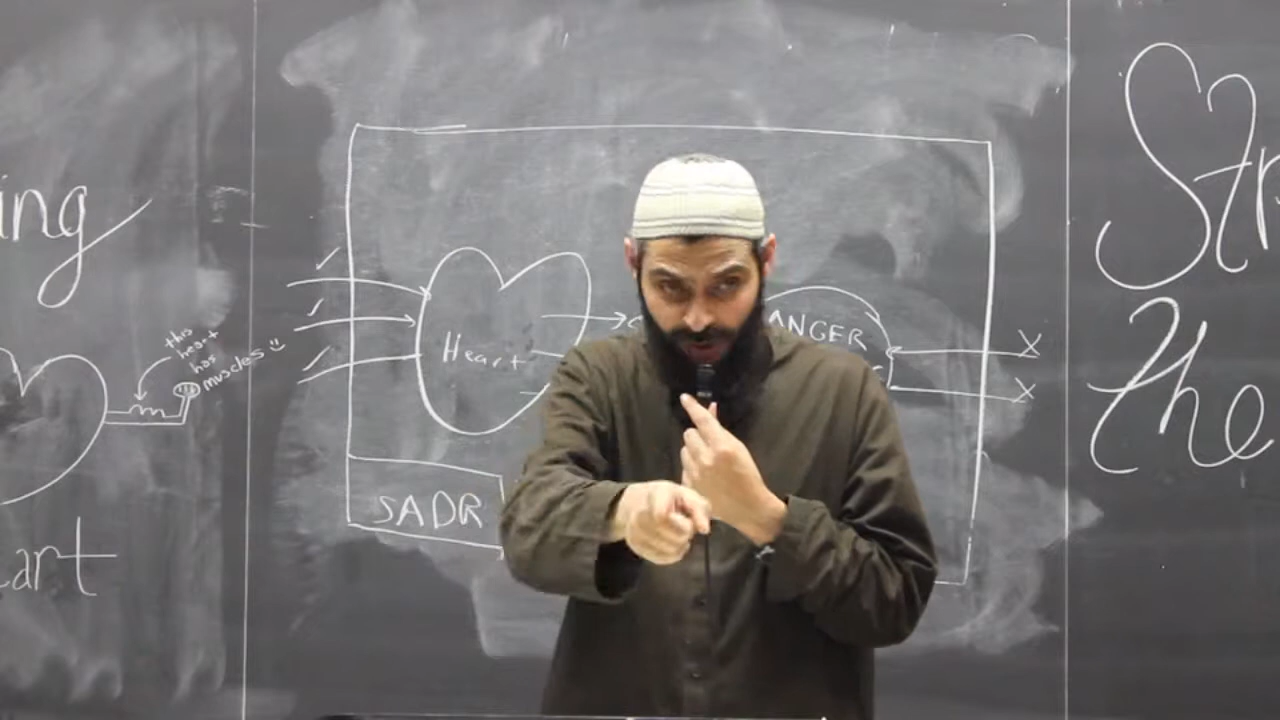 ing
this
heart
has
muscles :)
art
Heart
ANGER
SADR
Str
The